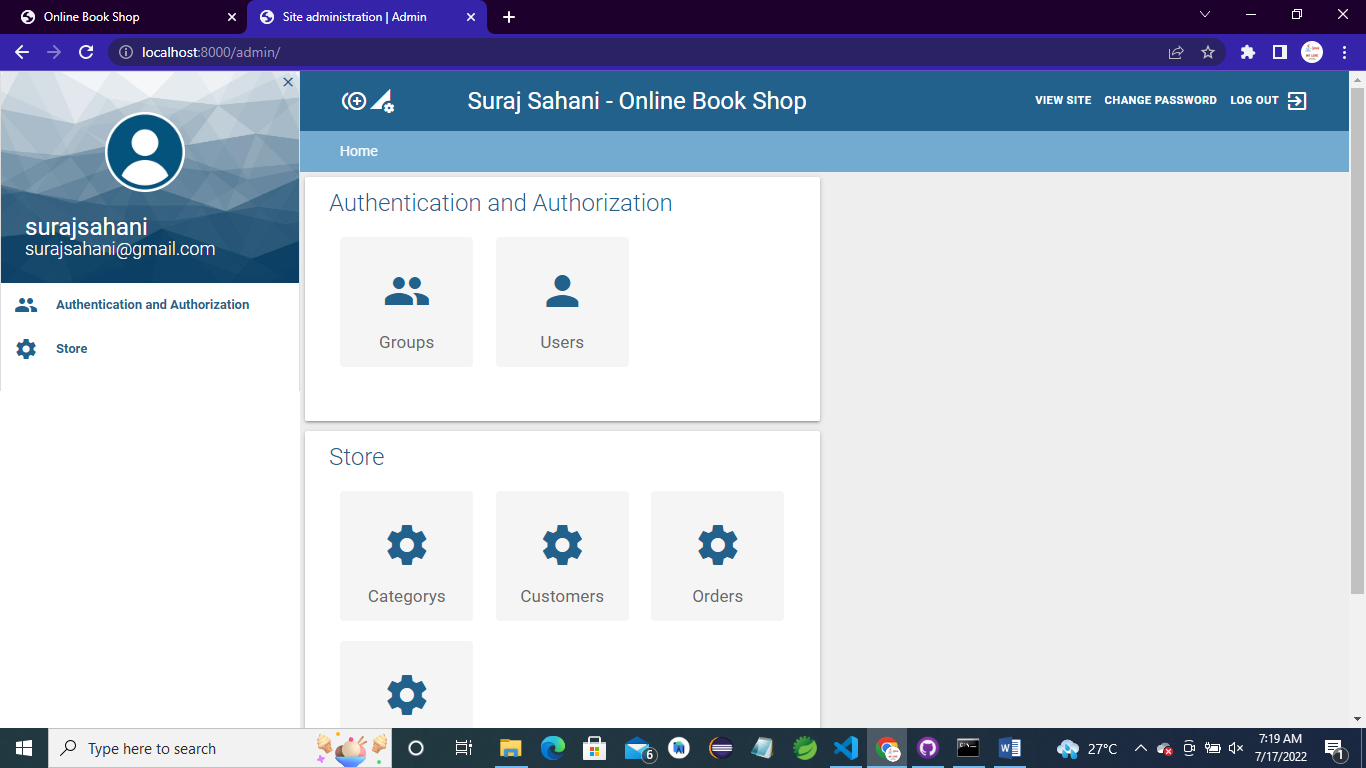 Online Book Shop
Site administration | Admin
localhost:8000/admin/
surajsahani
surajsahani@gmail.com
Authentication and Authorization
Store
Suraj Sahani - Online Book Shop
VIEW SITE CHANGE PASSWORD LOG OUT
Home
Authentication and Authorization
Groups
Users
Store
Categorys
Customers
Orders
Type here to search
6
27°C
7:19 AM
7/17/2022
1